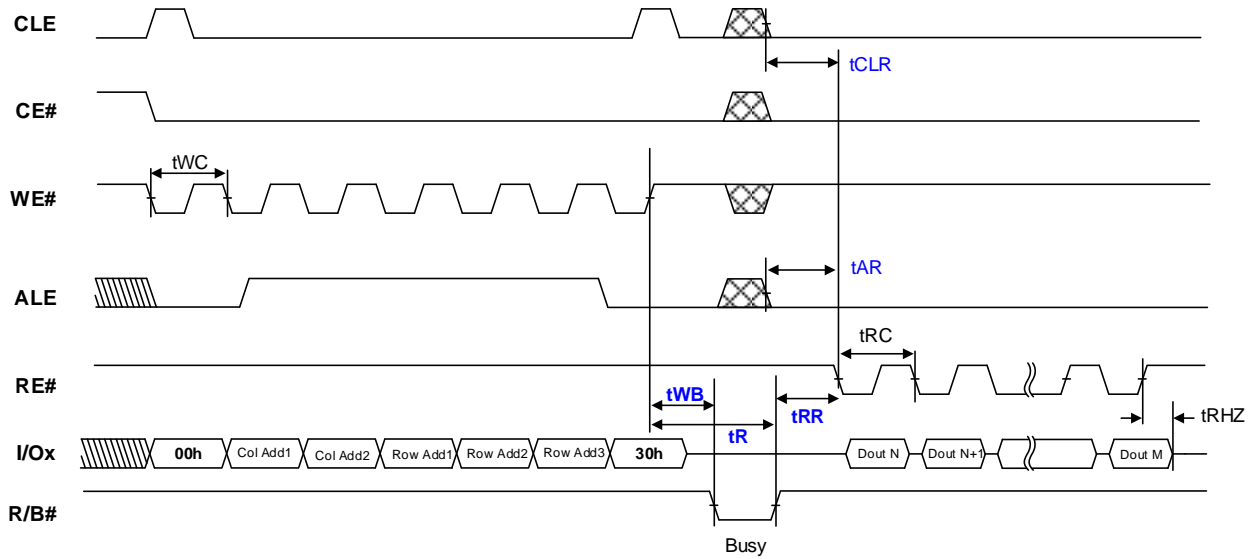 CLE
tCLR
CE#
tWC
WE#
tAR
ALE
tRC
RE#
tWB
tRR
tR
tRHZ
I/Ox
00h Col Add1 Col Add2 Row Add1 Row Add2 Row Add3 30h Dout N Dout N+1 Dout M
R/B#
Busy